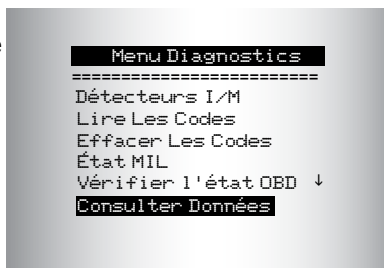 Menu Diagnostics
=========================
Détecteurs I/M
Lire Les Codes
Effacer Les Codes
État MIL
Vérifier l'état OBD ↓
Consulter Données